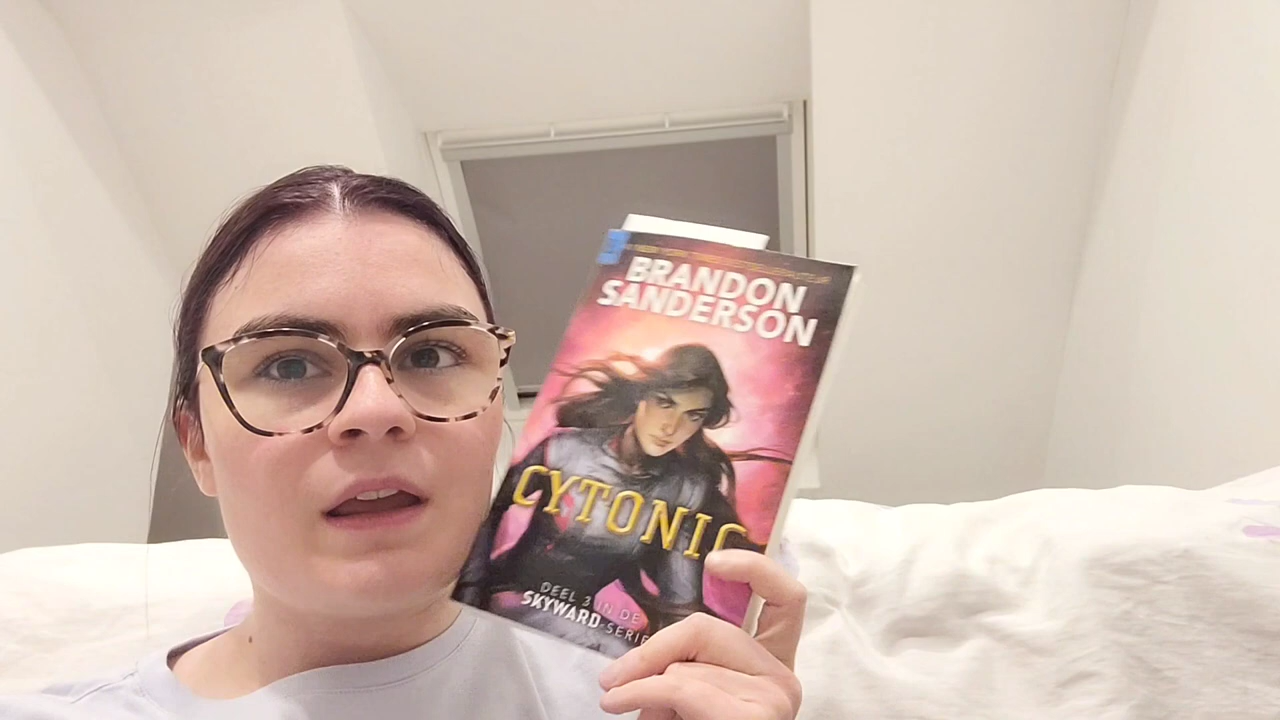 BRANDON
SANDERSON
CYTONIC
DEEL 3 IN DE
SKYWARD-SERIE